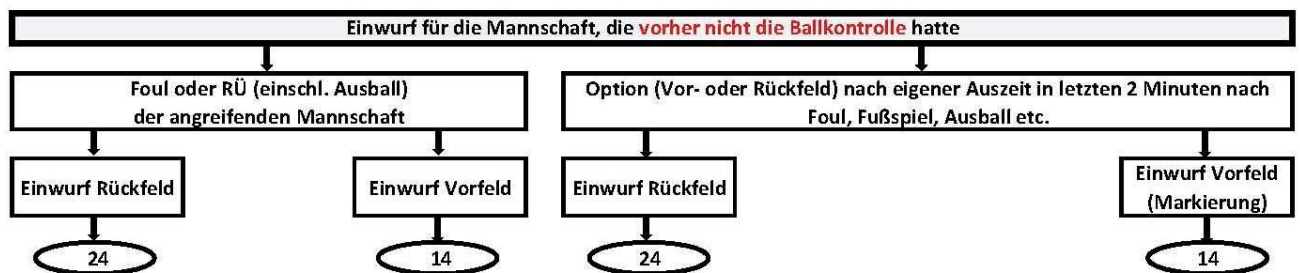 Einwurf für die Mannschaft, die vorher nicht die Ballkontrolle hatte
Foul oder RÜ (einschl. Ausball)
der angreifenden Mannschaft
Option (Vor- oder Rückfeld) nach eigener Auszeit in letzten 2 Minuten nach
Foul, Fußspiel, Ausball etc.
Einwurf Rückfeld
Einwurf Vorfeld
Einwurf Rückfeld
Einwurf Vorfeld
(Markierung)
24
14
24
14